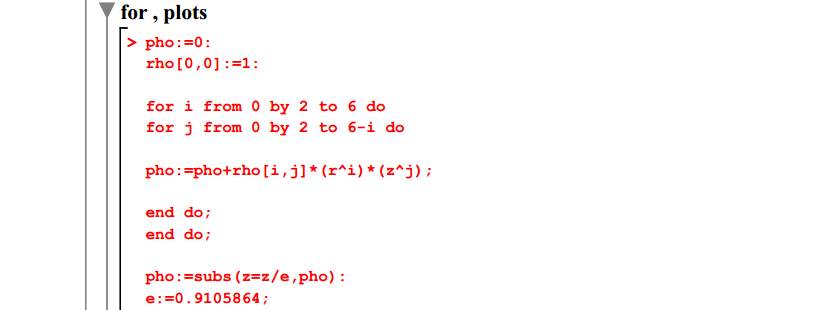 for , plots
> pho:=0:
rho[0,0]:=1:
for i from 0 by 2 to 6 do
for j from 0 by 2 to 6-i do
pho:=pho+rho[i,j]*(r^i)*(z^j);
end do;
end do;
pho:=subs(z=z/e,pho):
e:=0.9105864;